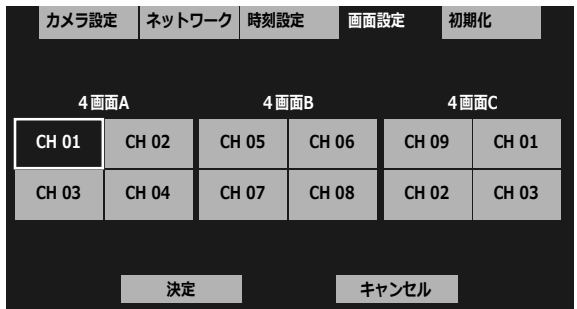 カメラ設定 ネットワーク 時刻設定 画面設定 初期化
4画面A 4画面B 4画面C
CH 01 CH 02 CH 05 CH 06 CH 09 CH 01
CH 03 CH 04 CH 07 CH 08 CH 02 CH 03
決定 キャンセル